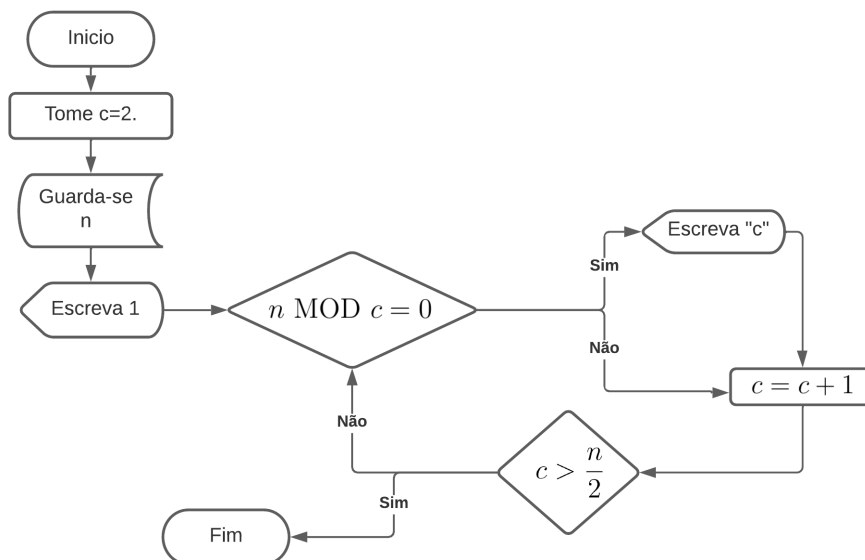 Inicio
Tome c=2.
Guarda-se
n
Escreva 1
n MOD c = 0
Sim
Escreva "c"
Não
c = c + 1
c > n/2
Não
Sim
Fim